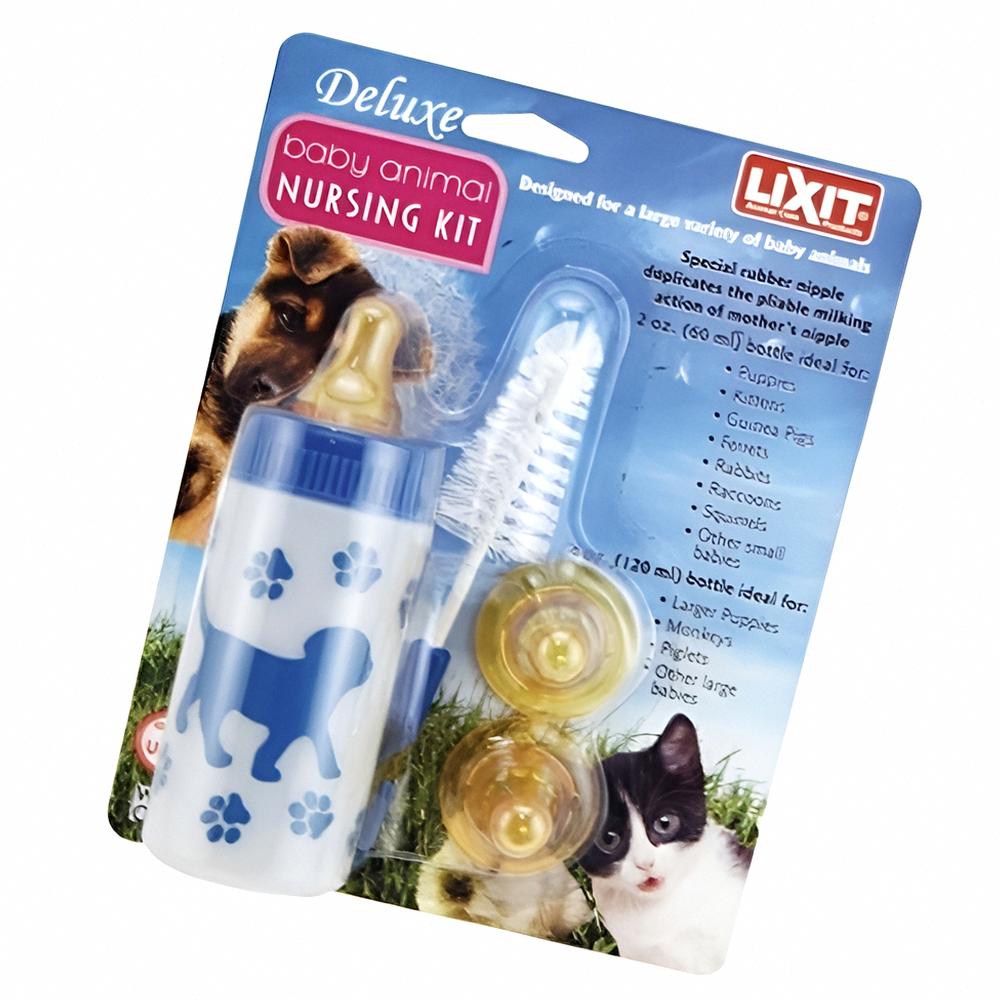 Deluxe
baby animal
NURSING KIT
Designed for a large variety of baby animals
LIXIT
Special rubber nipple
duplicates the pliable milking
action of mother's nipple
2 oz. (60 ml) bottle ideal for:
• Puppies
• Kittens
• Guinea Pigs
• Ferrets
• Rabbits
• Raccoons
• Squirrels
• Other small
babies
oz. (120 ml) bottle ideal for:
• Larger Puppies
• Monkeys
Piglets
• Other large
babies